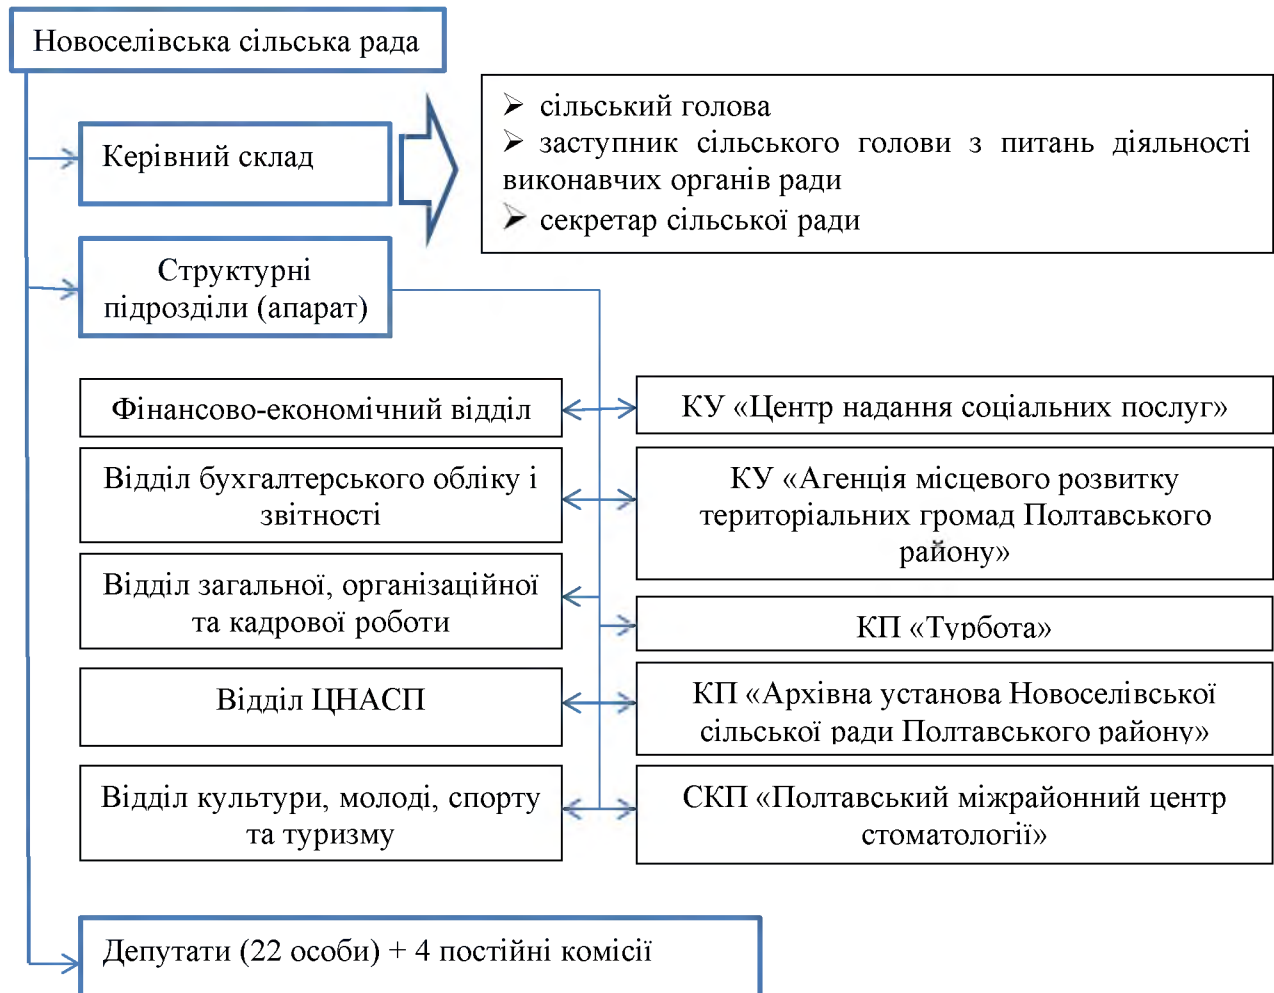 Новоселівська сільська рада
Керівний склад
➢ сільський голова
➢ заступник сільського голови з питань діяльності
виконавчих органів ради
➢ секретар сільської ради
Структурні
підрозділи (апарат)
Фінансово-економічний відділ
КУ «Центр надання соціальних послуг»
Відділ бухгалтерського обліку і
звітності
КУ «Агенція місцевого розвитку
територіальних громад Полтавського
району»
Відділ загальної, організаційної
та кадрової роботи
КП «Турбота»
Відділ ЦНАСП
КП «Архівна установа Новоселівської
сільської ради Полтавського району»
Відділ культури, молоді, спорту
та туризму
СКП «Полтавський міжрайонний центр
стоматології»
Депутати (22 особи) + 4 постійні комісії